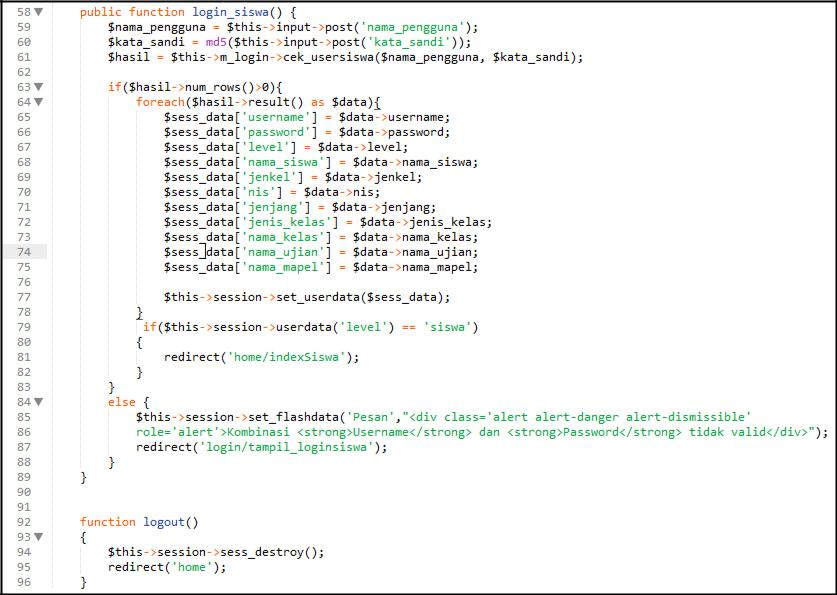 58 public function login_siswa() {
59 $nama_pengguna = $this->input->post('nama_pengguna');
60 $kata_sandi = md5($this->input->post('kata_sandi'));
61 $hasil = $this->m_login->cek_usersiswa($nama_pengguna, $kata_sandi);
62
63 if($hasil->num_rows()>0){
64 foreach($hasil->result() as $data){
65 $sess_data['username'] = $data->username;
66 $sess_data['password'] = $data->password;
67 $sess_data['level'] = $data->level;
68 $sess_data['nama_siswa'] = $data->nama_siswa;
69 $sess_data['jenkel'] = $data->jenkel;
70 $sess_data['nis'] = $data->nis;
71 $sess_data['jenjang'] = $data->jenjang;
72 $sess_data['jenis_kelas'] = $data->jenis_kelas;
73 $sess_data['nama_kelas'] = $data->nama_kelas;
74 $sess_data['nama_ujian'] = $data->nama_ujian;
75 $sess_data['nama_mapel'] = $data->nama_mapel;
76
77 $this->session->set_userdata($sess_data);
78 }
79 if($this->session->userdata('level') == 'siswa')
80 {
81 redirect('home/indexSiswa');
82 }
83 }
84 else {
85 $this->session->set_flashdata('Pesan',"<div class='alert alert-danger alert-dismissible'
86 role='alert'>Kombinasi <strong>Username</strong> dan <strong>Password</strong> tidak valid</div>");
87 redirect('login/tampil_loginsiswa');
88 }
89 }
90
91
92 function logout()
93 {
94 $this->session->sess_destroy();
95 redirect('home');
96 }